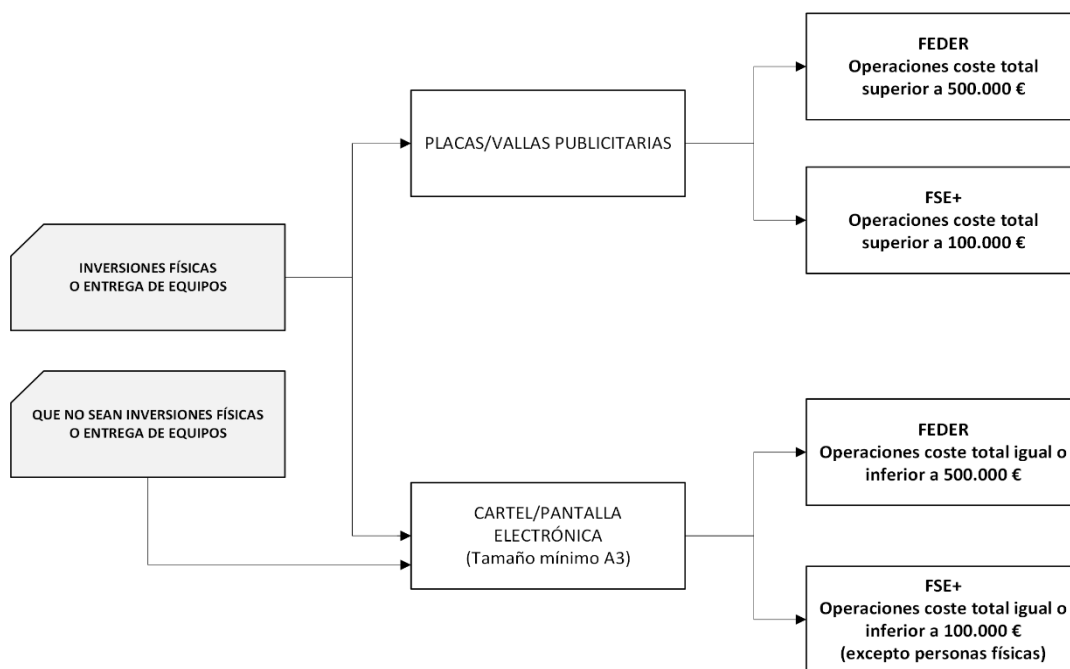 FEDER
Operaciones coste total
superior a 500.000 €
PLACAS/VALLAS PUBLICITARIAS
FSE+
Operaciones coste total
superior a 100.000 €
INVERSIONES FÍSICAS
O ENTREGA DE EQUIPOS
QUE NO SEAN INVERSIONES FÍSICAS
O ENTREGA DE EQUIPOS
FEDER
Operaciones coste total igual o
inferior a 500.000 €
CARTEL/PANTALLA
ELECTRÓNICA
(Tamaño mínimo A3)
FSE+
Operaciones coste total igual o
inferior a 100.000 €
(excepto personas físicas)